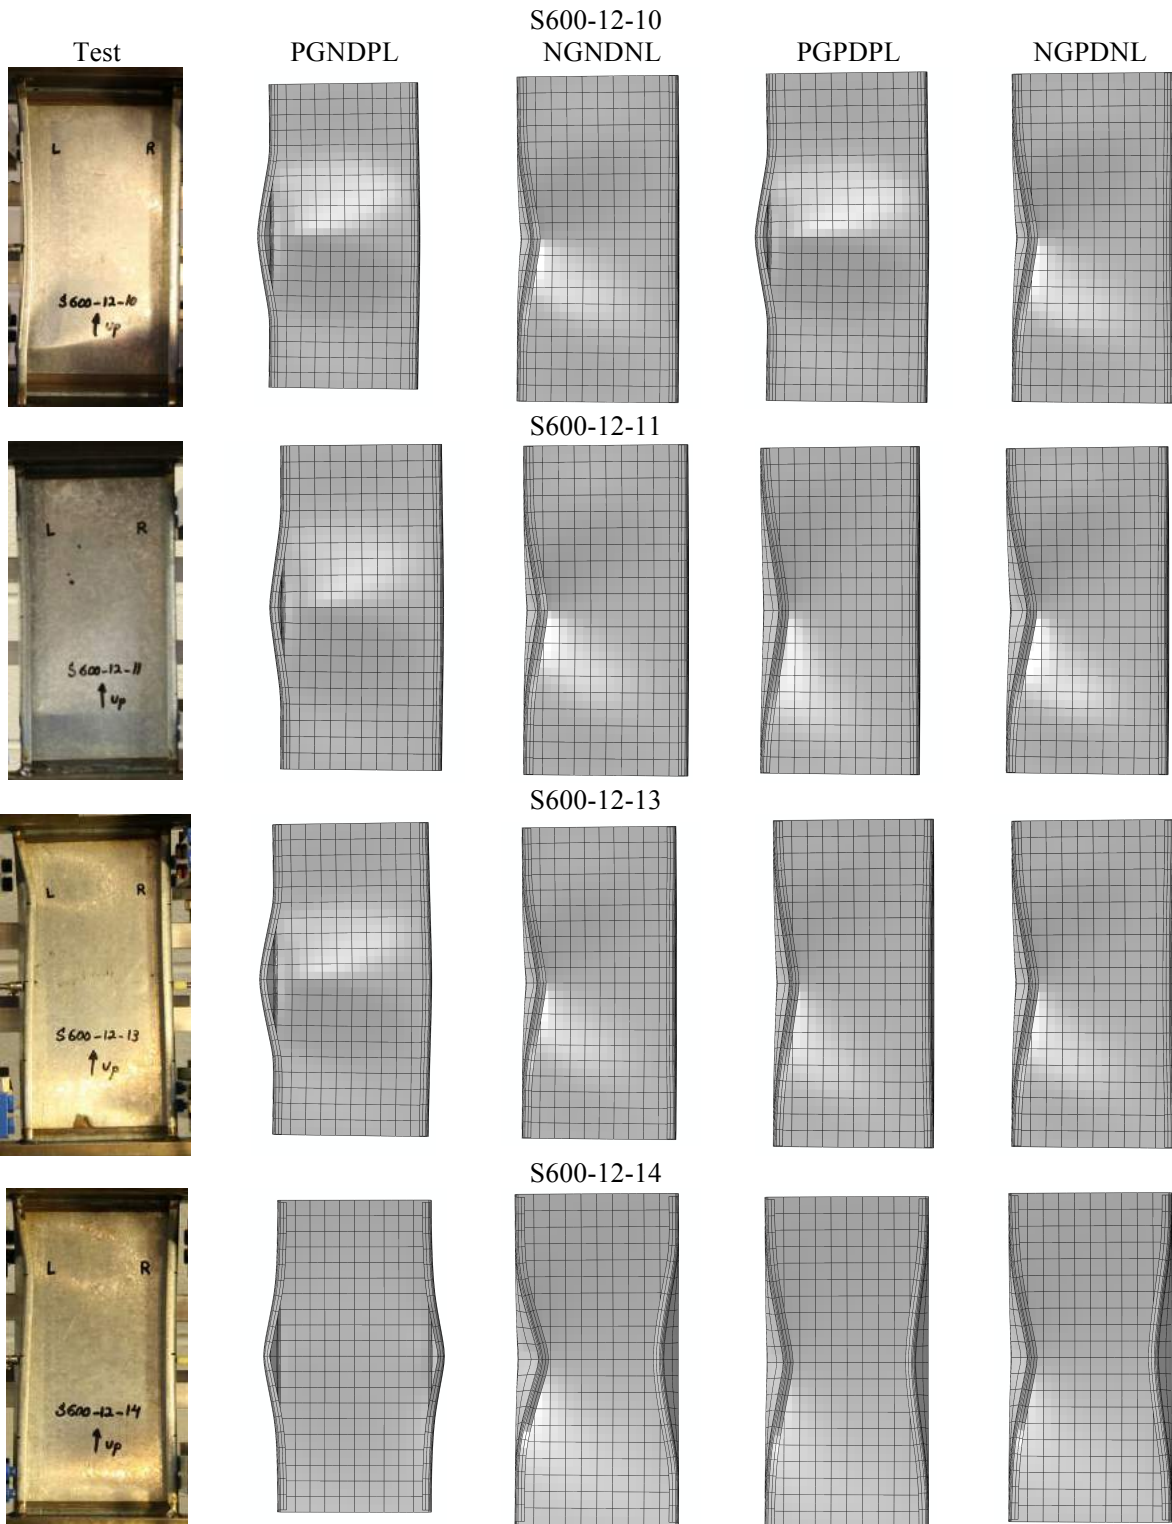 S600-12-10
Test PGNDPL NGNDNL PGPDPL NGPDNL
L R
S600-12-10
↑ up
S600-12-11
L R
S600-12-11
↑ up
S600-12-13
L R
S600-12-13
↑ up
S600-12-14
L R
S600-12-14
↑ up